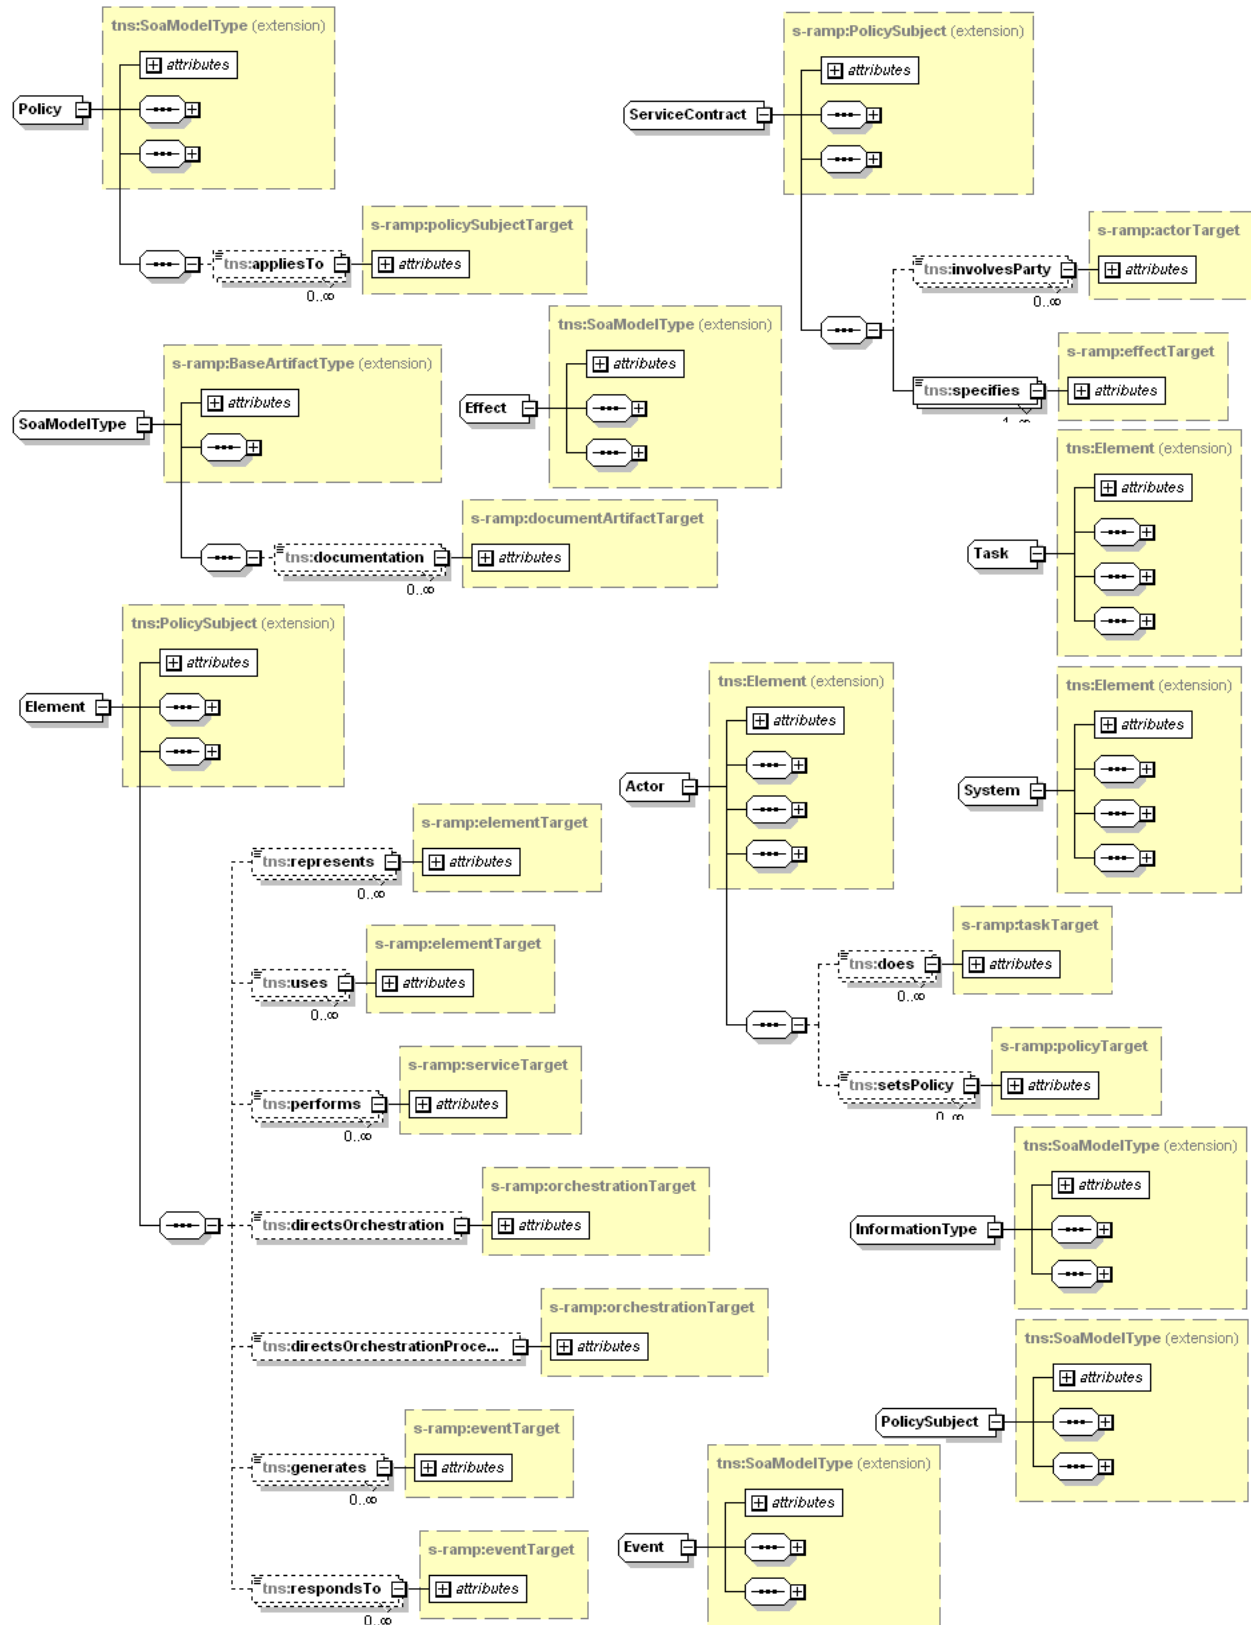 tns:SoaModelType (extension)
attributes
Policy
s-ramp:policySubjectTarget
tns:appliesTo
attributes
0..∞
s-ramp:PolicySubject (extension)
attributes
ServiceContract
s-ramp:actorTarget
tns:involvesParty
attributes
0..∞
s-ramp:effectTarget
tns:specifies
attributes
1..∞
s-ramp:BaseArtifactType (extension)
attributes
SoaModelType
s-ramp:documentArtifactTarget
tns:documentation
attributes
0..∞
tns:SoaModelType (extension)
attributes
Effect
tns:Element (extension)
attributes
Task
tns:PolicySubject (extension)
attributes
Element
s-ramp:elementTarget
tns:represents
attributes
0..∞
s-ramp:elementTarget
tns:uses
attributes
0..∞
s-ramp:serviceTarget
tns:performs
attributes
0..∞
s-ramp:orchestrationTarget
tns:directsOrchestration
attributes
s-ramp:orchestrationTarget
tns:directsOrchestrationProce...
attributes
s-ramp:eventTarget
tns:generates
attributes
0..∞
s-ramp:eventTarget
tns:respondsTo
attributes
0..∞
tns:Element (extension)
attributes
Actor
s-ramp:taskTarget
tns:does
attributes
0..∞
s-ramp:policyTarget
tns:setsPolicy
attributes
0..∞
tns:Element (extension)
attributes
System
tns:SoaModelType (extension)
attributes
InformationType
tns:SoaModelType (extension)
attributes
PolicySubject
tns:SoaModelType (extension)
attributes
Event